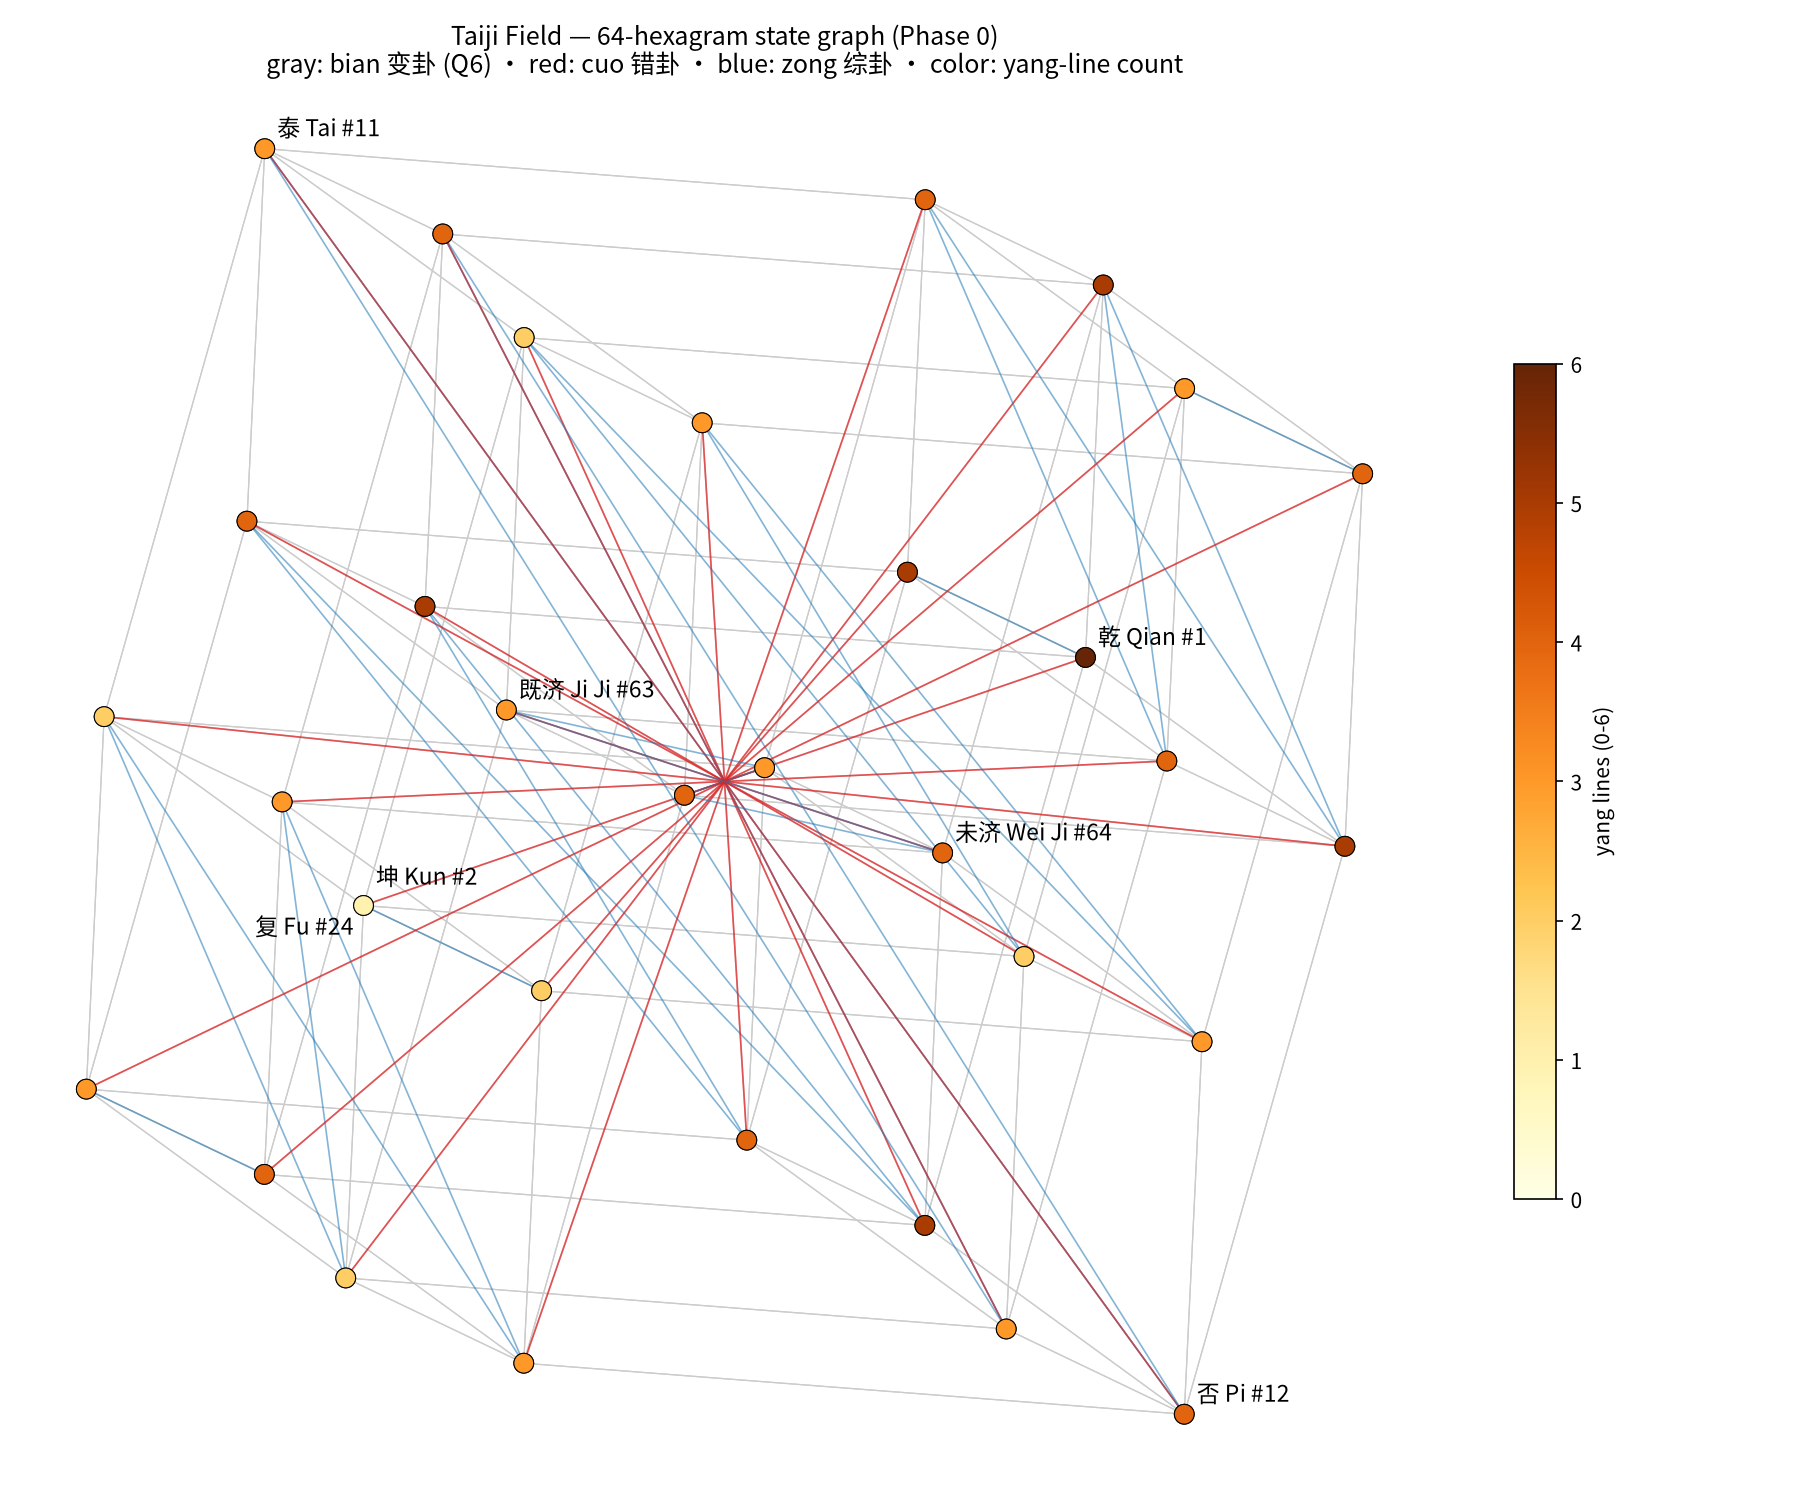 Taiji Field — 64-hexagram state graph (Phase 0)
gray: bian 变卦 (Q6) · red: cuo 错卦 · blue: zong 综卦 · color: yang-line count
泰 Tai #11
乾 Qian #1
既济 Ji Ji #63
未济 Wei Ji #64
坤 Kun #2
复 Fu #24
否 Pi #12
6
5
4
3
2
1
0
yang lines (0-6)